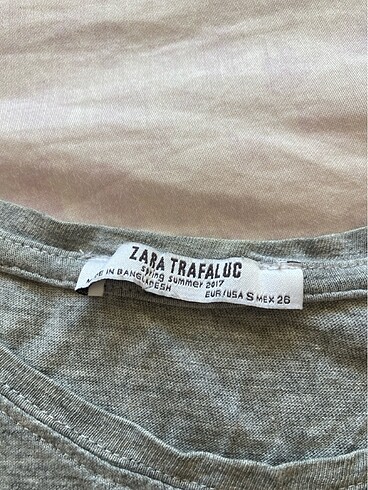 ZARA TRAFALUC
Spring Summer 2017
MADE IN BANGLADESH
EUR/USA S MEX 26